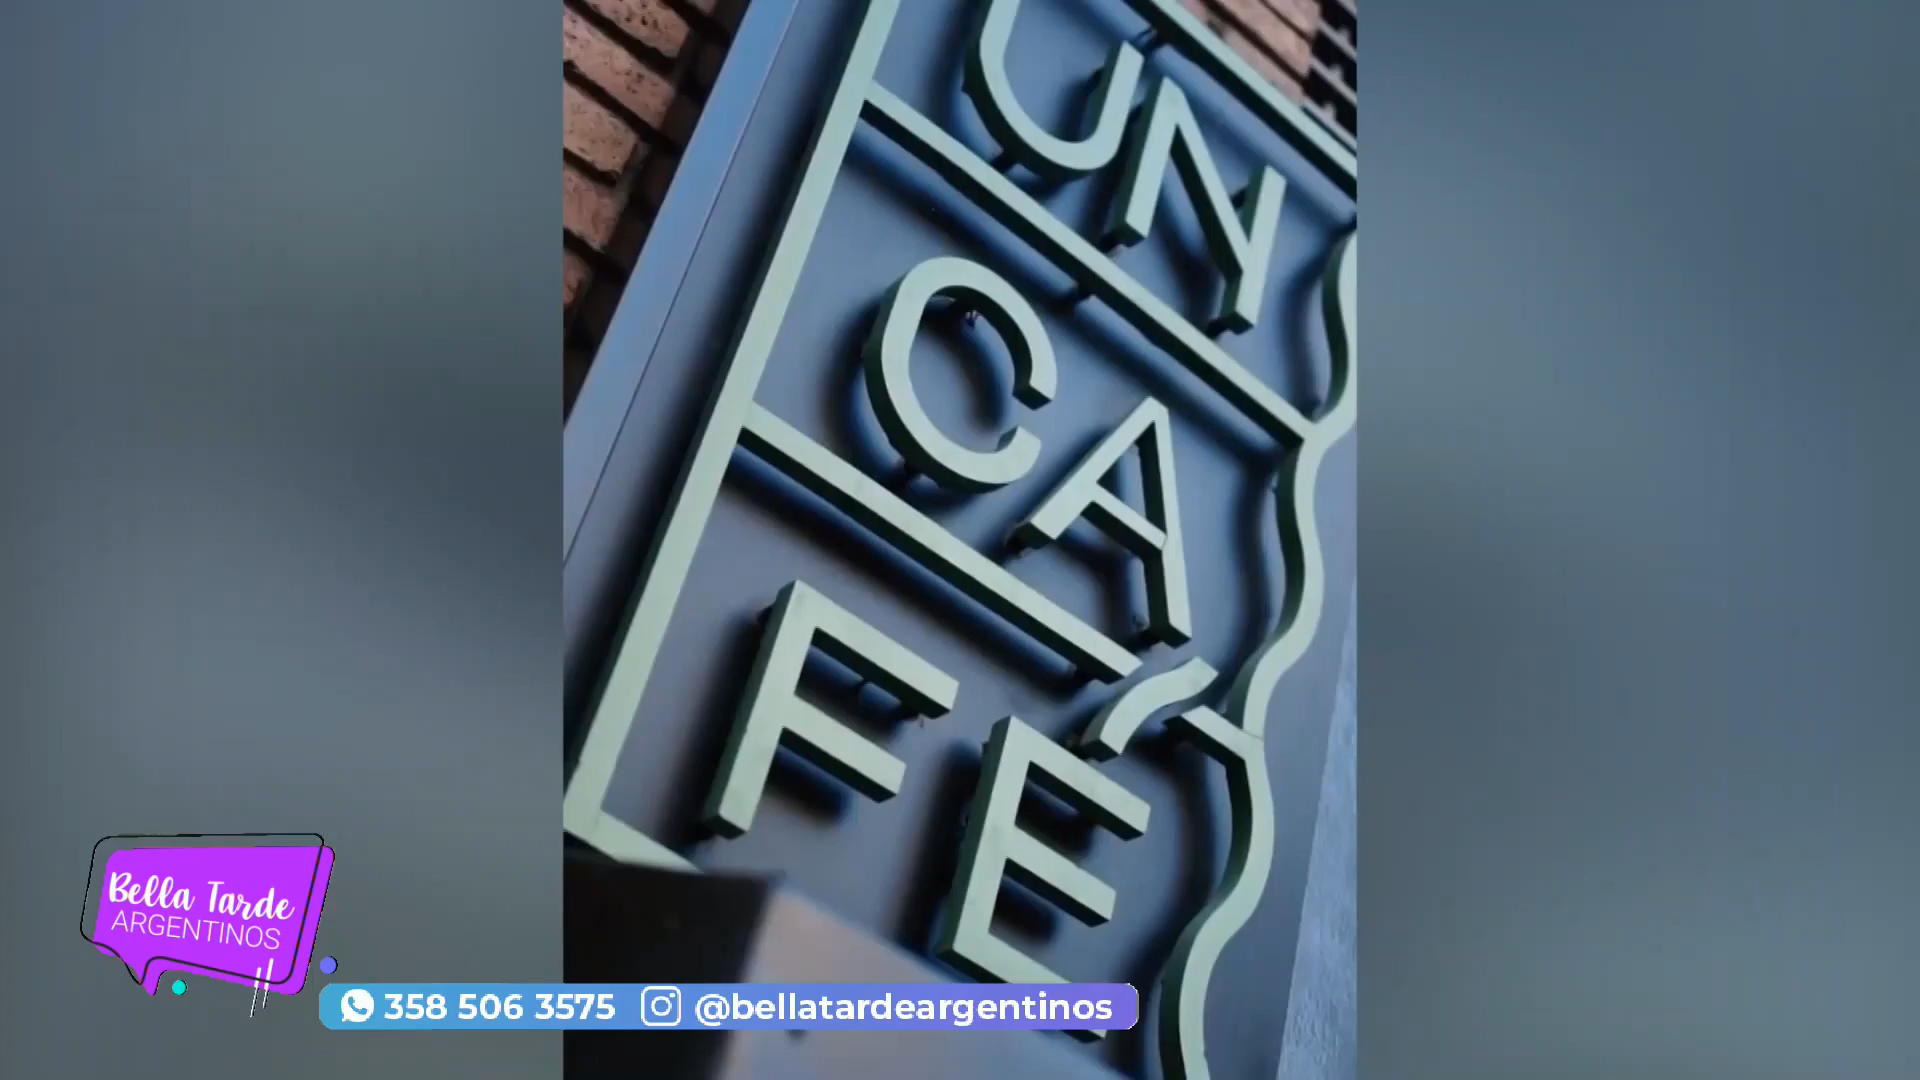 UN
CA
FÉ
Bella Tarde
ARGENTINOS
358 506 3575 @bellatardeargentinos